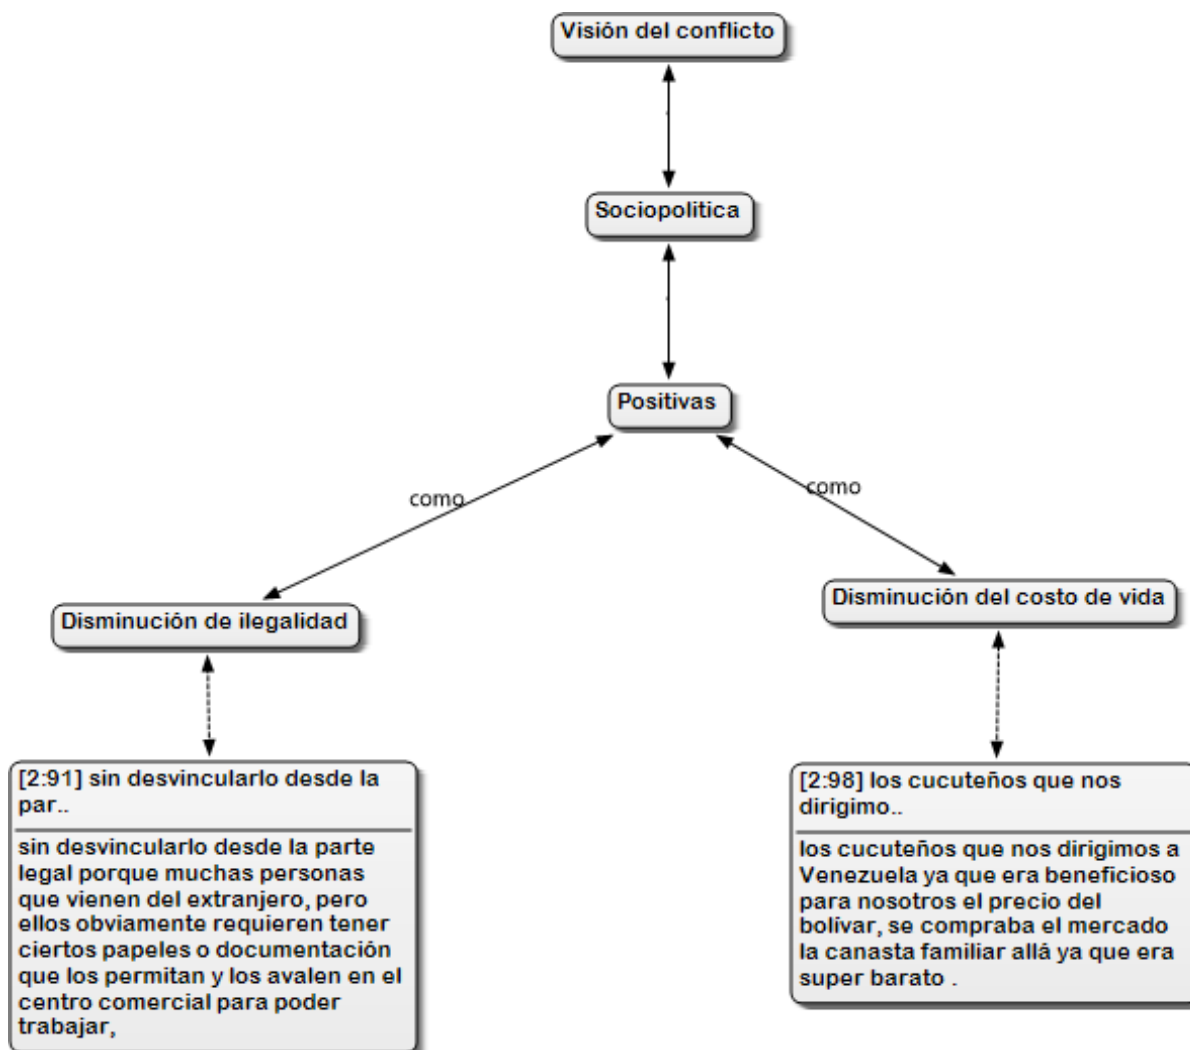 Visión del conflicto
Sociopolítica
Positivas
como
como
Disminución de ilegalidad
Disminución del costo de vida
[2:91] sin desvincularlo desde la
par..
sin desvincularlo desde la parte
legal porque muchas personas
que vienen del extranjero, pero
ellos obviamente requieren tener
ciertos papeles o documentación
que los permitan y los avalen en el
centro comercial para poder
trabajar,
[2:98] los cucuteños que nos
dirigimo..
los cucuteños que nos dirigimos a
Venezuela ya que era beneficioso
para nosotros el precio del
bolívar, se compraba el mercado
la canasta familiar allá ya que era
super barato .